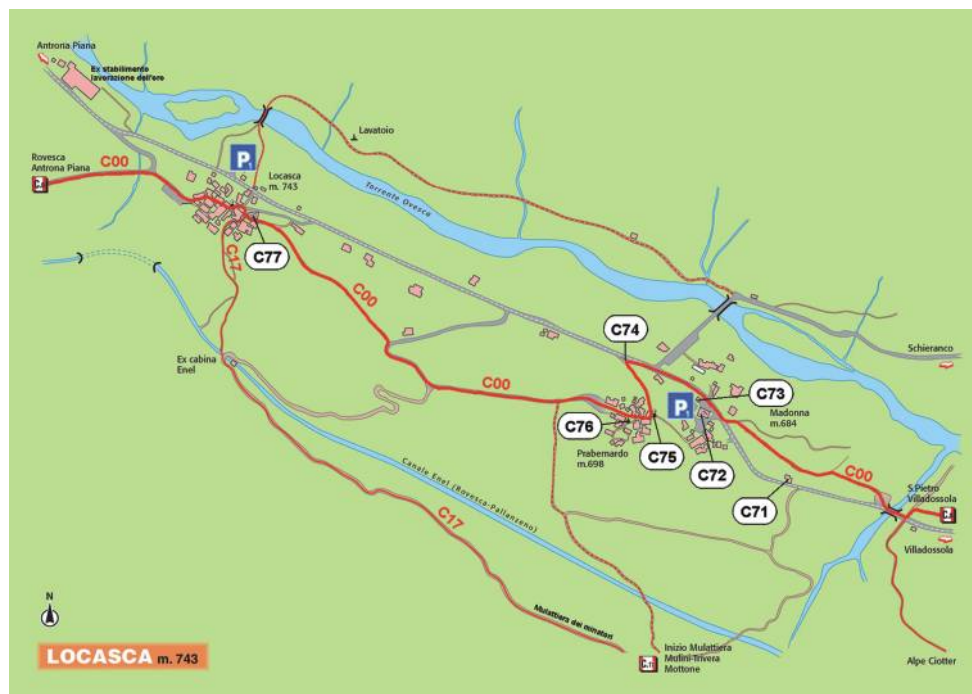 Antrona Piana
Ex stabilimento
lavorazione dell'oro
Rovesca
Antrona Piana
C00
P1
Locasca
m. 743
Lavatoio
Torrente Ovesca
C17
C77
C00
Ex cabina
Enel
C00
C74
Schieranco
C76
P1
C73
Madonna
m.684
Prabernardo
m.698
C75
C72
C71
C00
S.Pietro
Villadossola
Villadossola
Canale Enel (Rovesca-Pallanzeno)
C17
Mulattiera dei minatori
N
LOCASCA m. 743
Inizio Mulattiera
Mulini-Trivera
Mottone
Alpe Ciotter